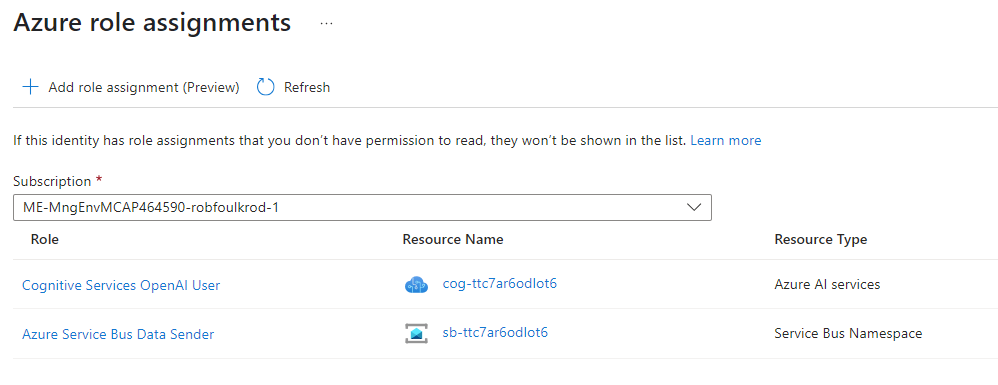 Azure role assignments ...
Add role assignment (Preview) Refresh
If this identity has role assignments that you don't have permission to read, they won't be shown in the list. Learn more
Subscription *
ME-MngEnvMCAP464590-robfoulkrod-1
Role Resource Name Resource Type
Cognitive Services OpenAI User cog-ttc7ar6odlot6 Azure AI services
Azure Service Bus Data Sender sb-ttc7ar6odlot6 Service Bus Namespace